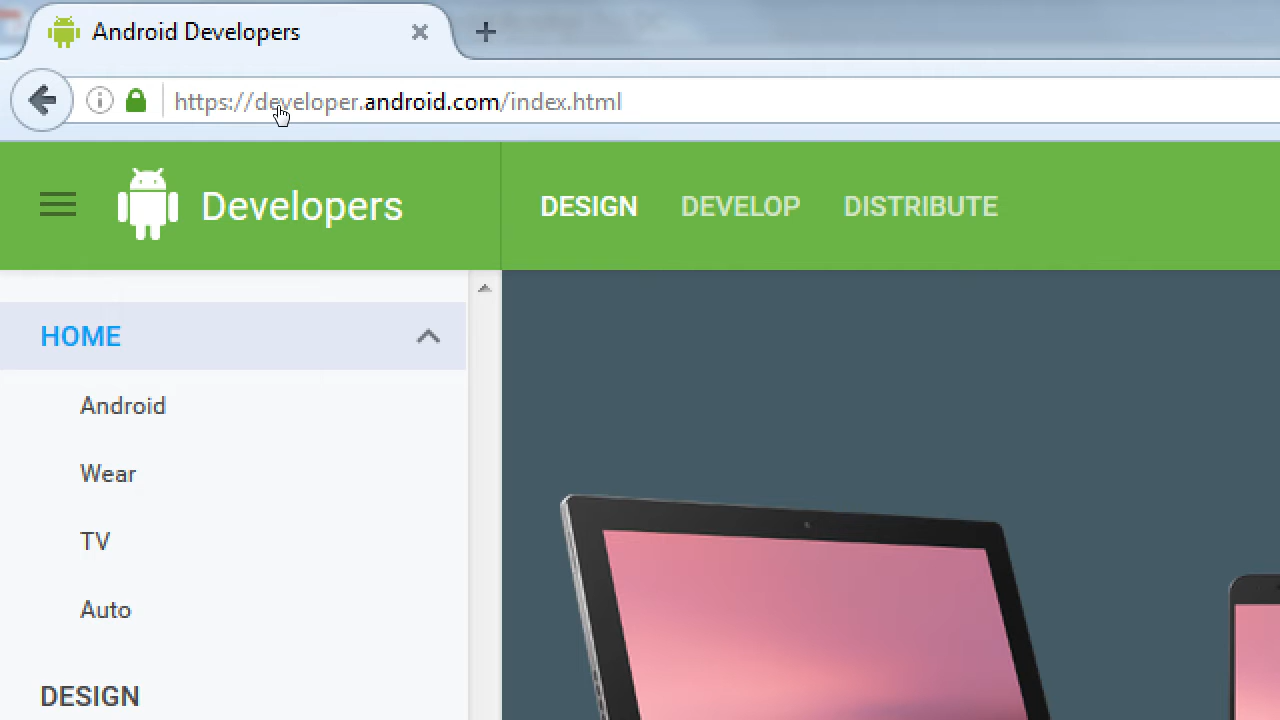 Android Developers
https://developer.android.com/index.html
Developers
DESIGN DEVELOP DISTRIBUTE
HOME
Android
Wear
TV
Auto
DESIGN